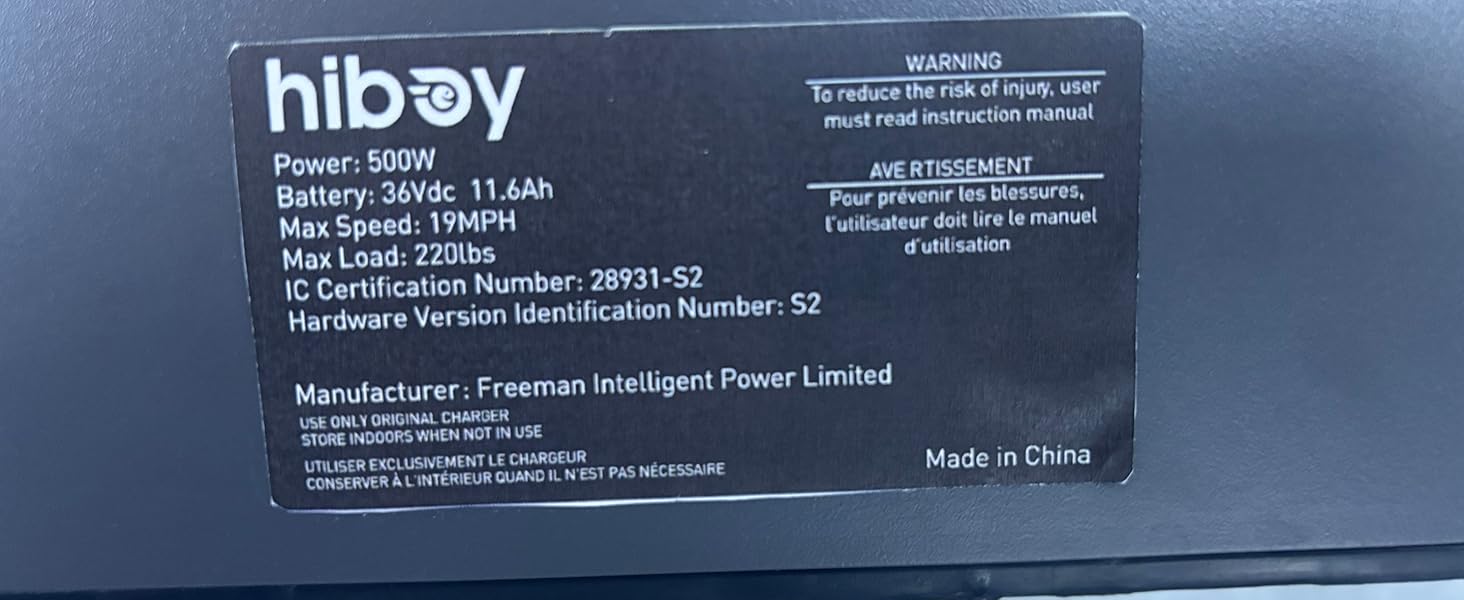 hiboy
Power: 500W
Battery: 36Vdc 11.6Ah
Max Speed: 19MPH
Max Load: 220lbs
IC Certification Number: 28931-S2
Hardware Version Identification Number: S2
Manufacturer: Freeman Intelligent Power Limited
USE ONLY ORIGINAL CHARGER
STORE INDOORS WHEN NOT IN USE
UTILISER EXCLUSIVEMENT LE CHARGEUR
CONSERVER À L'INTÉRIEUR QUAND IL N'EST PAS NÉCESSAIRE
WARNING
To reduce the risk of injury, user
must read instruction manual
AVE RTISSEMENT
Pour prévenir les blessures,
l'utilisateur doit lire le manuel
d'utilisation
Made in China